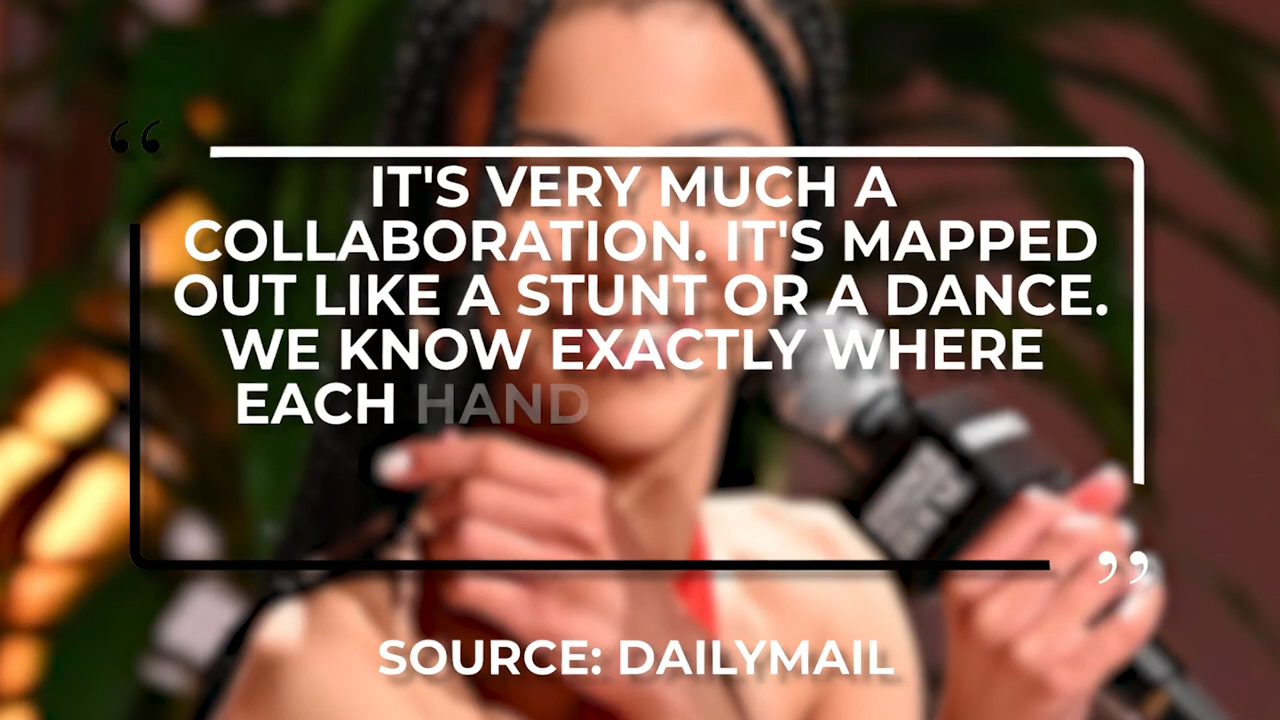 “
IT'S VERY MUCH A
COLLABORATION. IT'S MAPPED
OUT LIKE A STUNT OR A DANCE.
WE KNOW EXACTLY WHERE
EACH HAND
”
SOURCE: DAILYMAIL